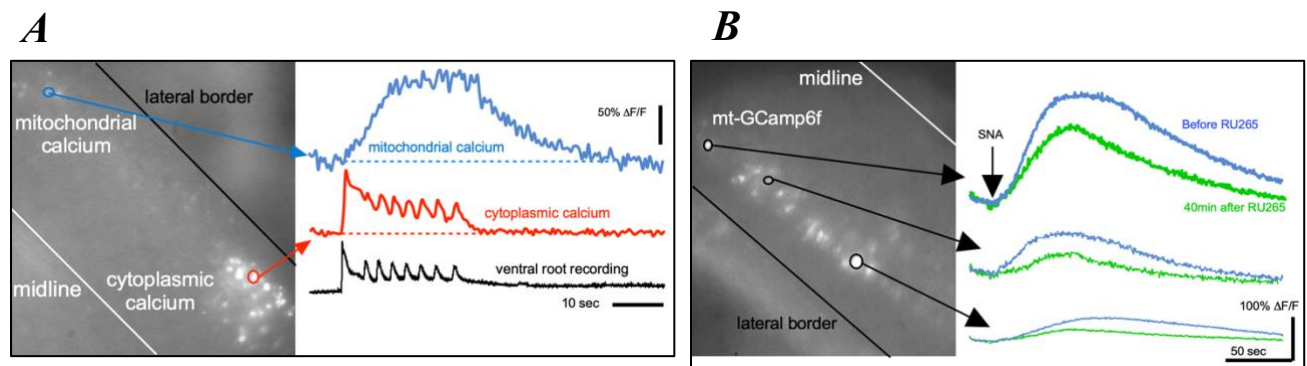 A
B
lateral border
mitochondrial
calcium
50% ΔF/F
mitochondrial calcium
cytoplasmic calcium
ventral root recording
10 sec
midline
cytoplasmic
calcium
midline
mt-GCamp6f
SNA
Before RU265
40min after RU265
lateral border
100% ΔF/F
50 sec